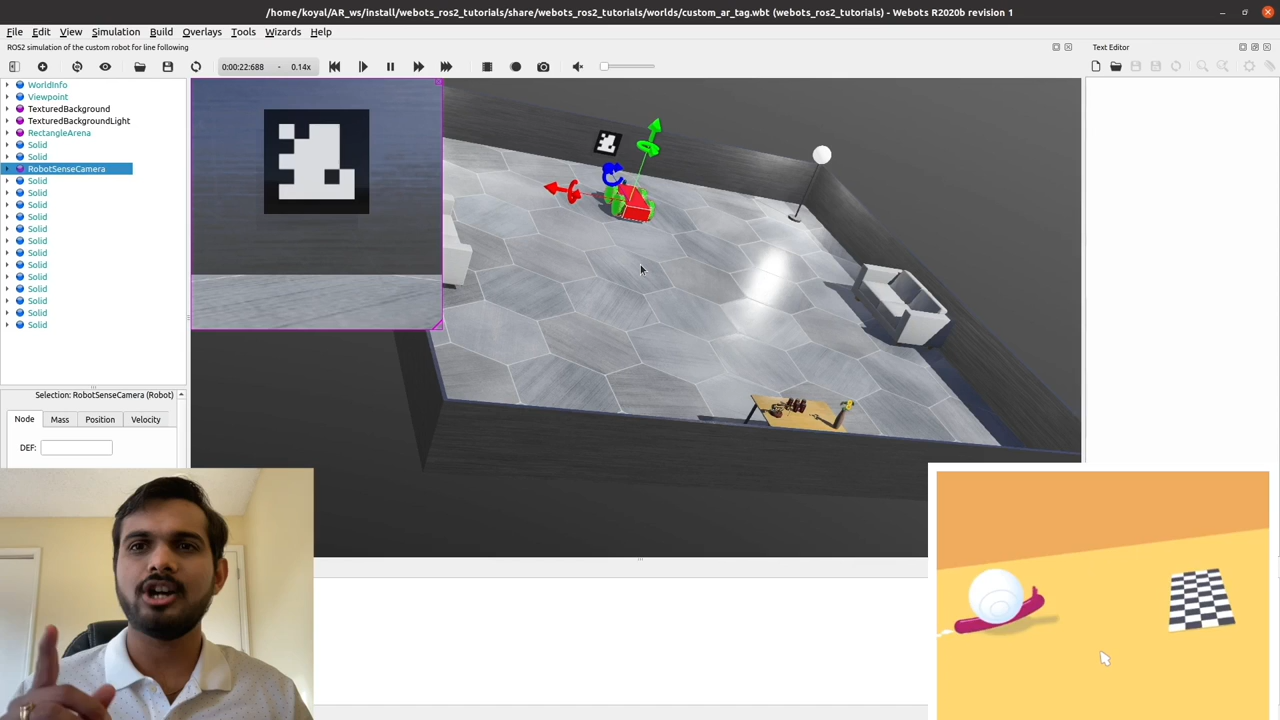 /home/koyal/AR_ws/install/webots_ros2_tutorials/share/webots_ros2_tutorials/worlds/custom_ar_tag.wbt (webots_ros2_tutorials) - Webots R2020b revision 1
File Edit View Simulation Build Overlays Tools Wizards Help
ROS2 simulation of the custom robot for line following
Text Editor
0:00:22:688 - 0.14x
WorldInfo
Viewpoint
TexturedBackground
TexturedBackgroundLight
RectangleArena
Solid
Solid
RobotSenseCamera
Solid
Solid
Solid
Solid
Solid
Solid
Solid
Solid
Solid
Solid
Solid
Solid
Solid
Selection: RobotSenseCamera (Robot)
Node Mass Position Velocity
DEF: